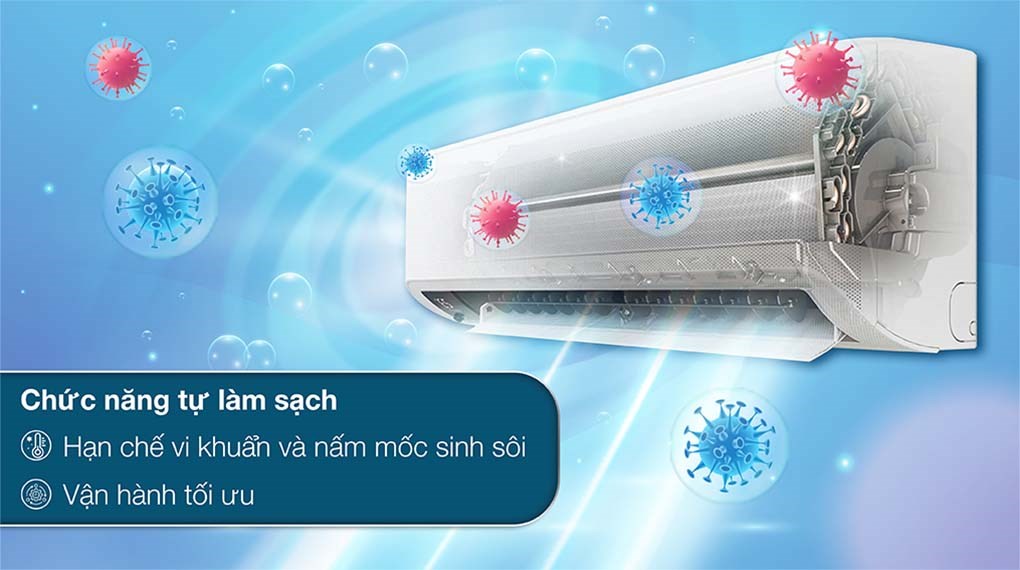 Chức năng tự làm sạch
Hạn chế vi khuẩn và nấm mốc sinh sôi
Vận hành tối ưu